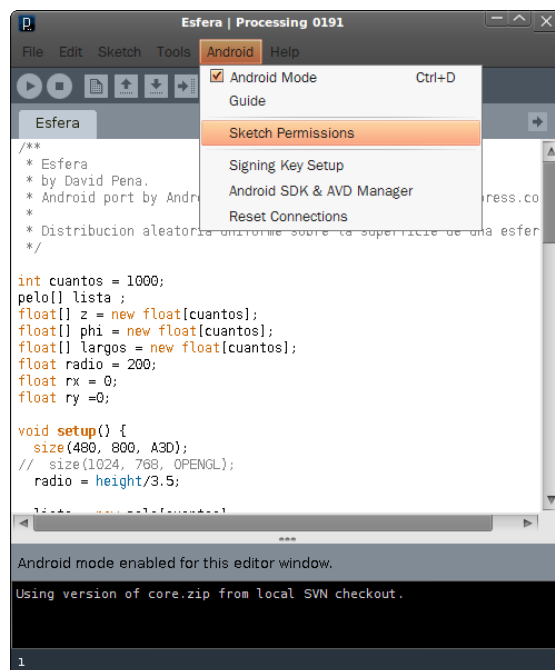 Esfera | Processing 0191
File Edit Sketch Tools Android Help
Android Mode Ctrl+D
Guide
Sketch Permissions
Signing Key Setup
Android SDK & AVD Manager
Reset Connections
Esfera
/**
* Esfera
* by David Pena.
* Android port by Andr press.co
*
* Distribucion aleatoria uniforme sobre la superficie de una esfer
*/
int cuantos = 1000;
pelo[] lista ;
float[] z = new float[cuantos];
float[] phi = new float[cuantos];
float[] largos = new float[cuantos];
float radio = 200;
float rx = 0;
float ry =0;
void setup() {
size(480, 800, A3D);
// size(1024, 768, OPENGL);
radio = height/3.5;
Android mode enabled for this editor window.
Using version of core.zip from local SVN checkout.
1